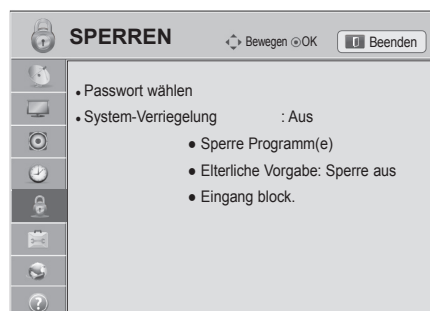 SPERREN
Bewegen OK
Beenden
• Passwort wählen
• System-Verriegelung : Aus
• Sperre Programm(e)
• Elterliche Vorgabe: Sperre aus
• Eingang block.
?